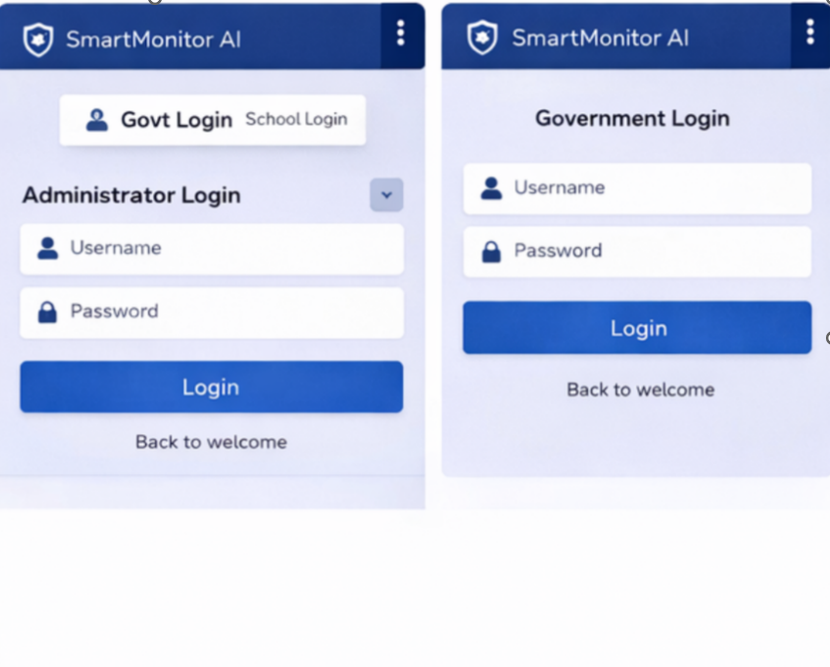 SmartMonitor AI
Govt Login School Login
Administrator Login
Username
Password
Login
Back to welcome
SmartMonitor AI
Government Login
Username
Password
Login
Back to welcome